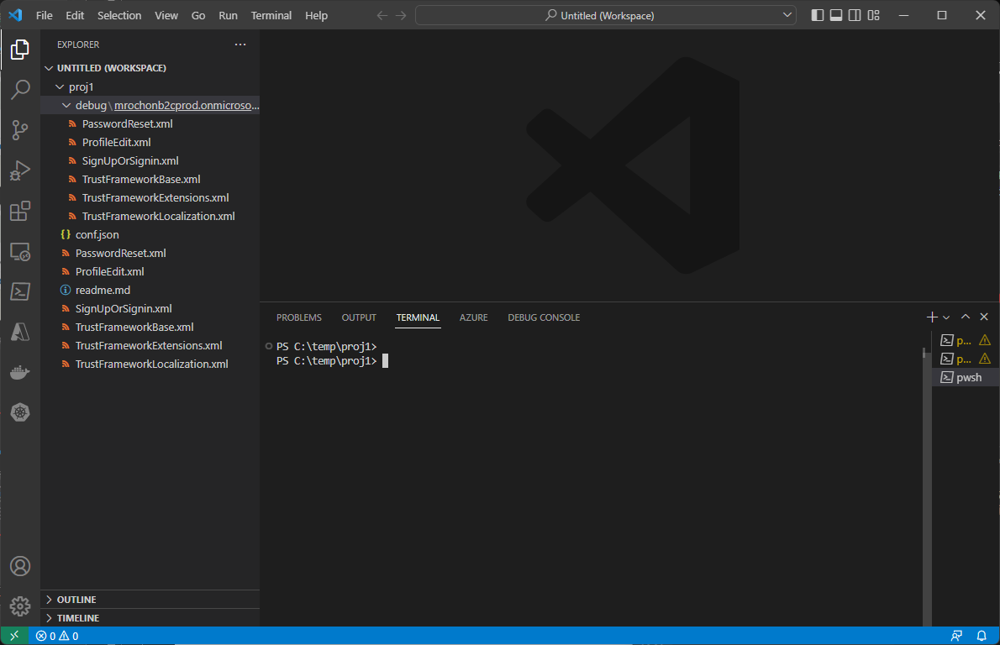 File Edit Selection View Go Run Terminal Help
Untitled (Workspace)
EXPLORER
UNTITLED (WORKSPACE)
proj1
debug\mrochonb2cprod.onmicroso...
PasswordReset.xml
ProfileEdit.xml
SignUpOrSignin.xml
TrustFrameworkBase.xml
TrustFrameworkExtensions.xml
TrustFrameworkLocalization.xml
conf.json
PasswordReset.xml
ProfileEdit.xml
readme.md
SignUpOrSignin.xml
TrustFrameworkBase.xml
TrustFrameworkExtensions.xml
TrustFrameworkLocalization.xml
OUTLINE
TIMELINE
PROBLEMS OUTPUT TERMINAL AZURE DEBUG CONSOLE
PS C:\temp\proj1>
PS C:\temp\proj1>
p...
p...
pwsh
0 0